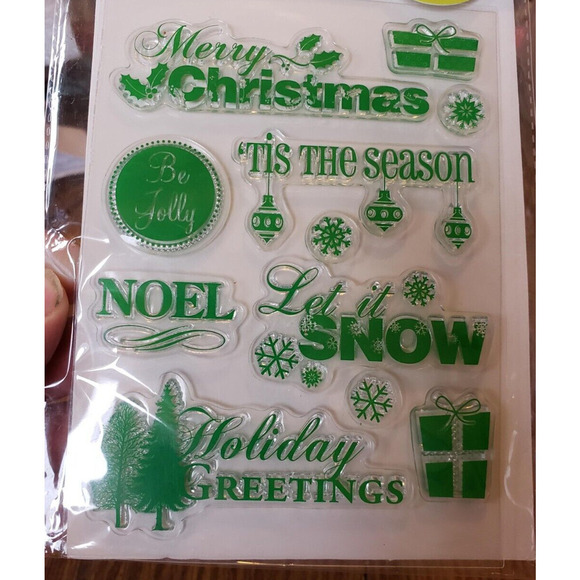 Merry
Christmas
Be
Jolly
'TIS THE SEASON
NOEL
Let it
SNOW
Holiday
GREETINGS